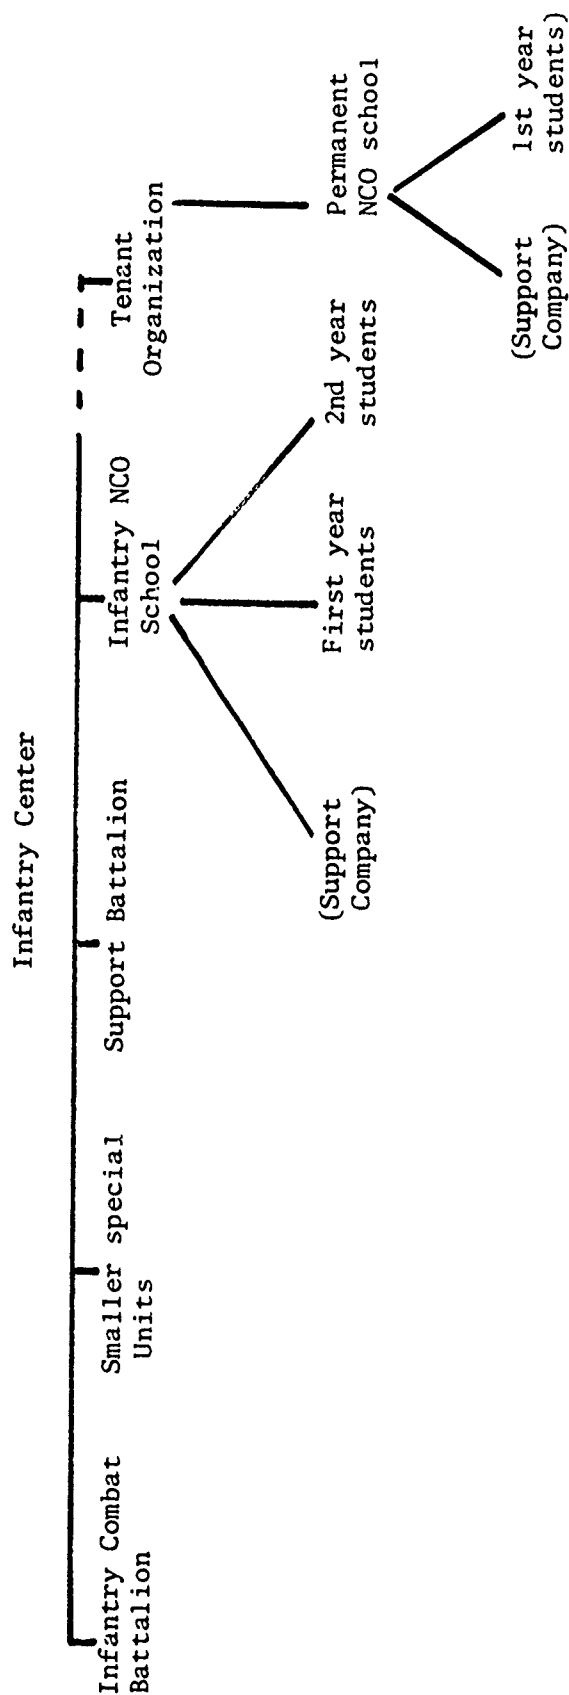 Infantry Center
Infantry Combat
Battalion
Smaller special
Units
Support Battalion
Infantry NCO
School
Tenant
Organization
(Support
Company)
First year
students
2nd year
students
Permanent
NCO school
(Support
Company)
1st year
students)